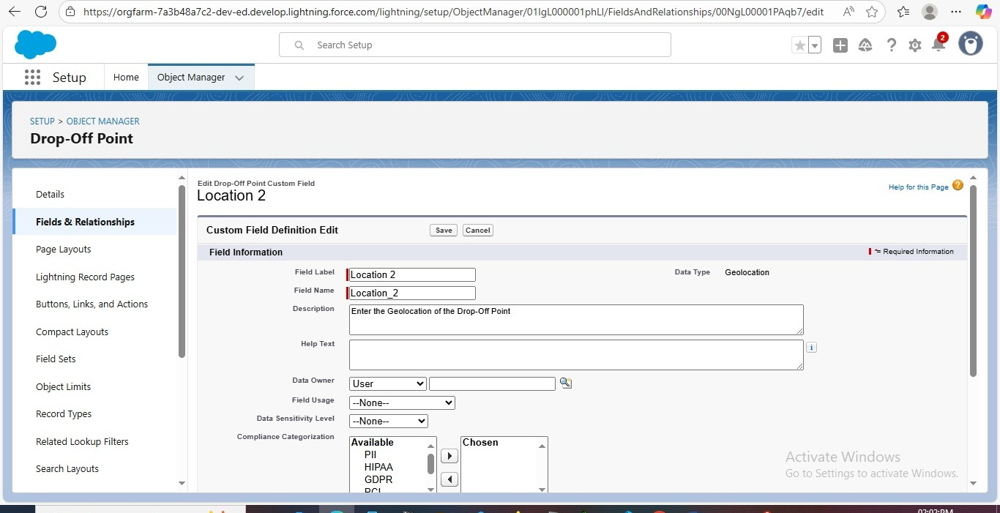 https://orgfarm-7a3b48a7c2-dev-ed.develop.lightning.force.com/lightning/setup/ObjectManager/01IgL000001phLI/FieldsAndRelationships/00NgL00001PAqb7/edit
Search Setup
2
Setup
Home
Object Manager
SETUP > OBJECT MANAGER
Drop-Off Point
Details
Fields & Relationships
Page Layouts
Lightning Record Pages
Buttons, Links, and Actions
Compact Layouts
Field Sets
Object Limits
Record Types
Related Lookup Filters
Search Layouts
Edit Drop-Off Point Custom Field
Location 2
Help for this Page
Custom Field Definition Edit
Save
Cancel
Field Information
= Required Information
Field Label
Location 2
Data Type
Geolocation
Field Name
Location_2
Description
Enter the Geolocation of the Drop-Off Point
Help Text
Data Owner
User
Field Usage
--None--
Data Sensitivity Level
--None--
Compliance Categorization
Available
PII
HIPAA
GDPR
PCI
Chosen
Activate Windows
Go to Settings to activate Windows.
02:02:PM